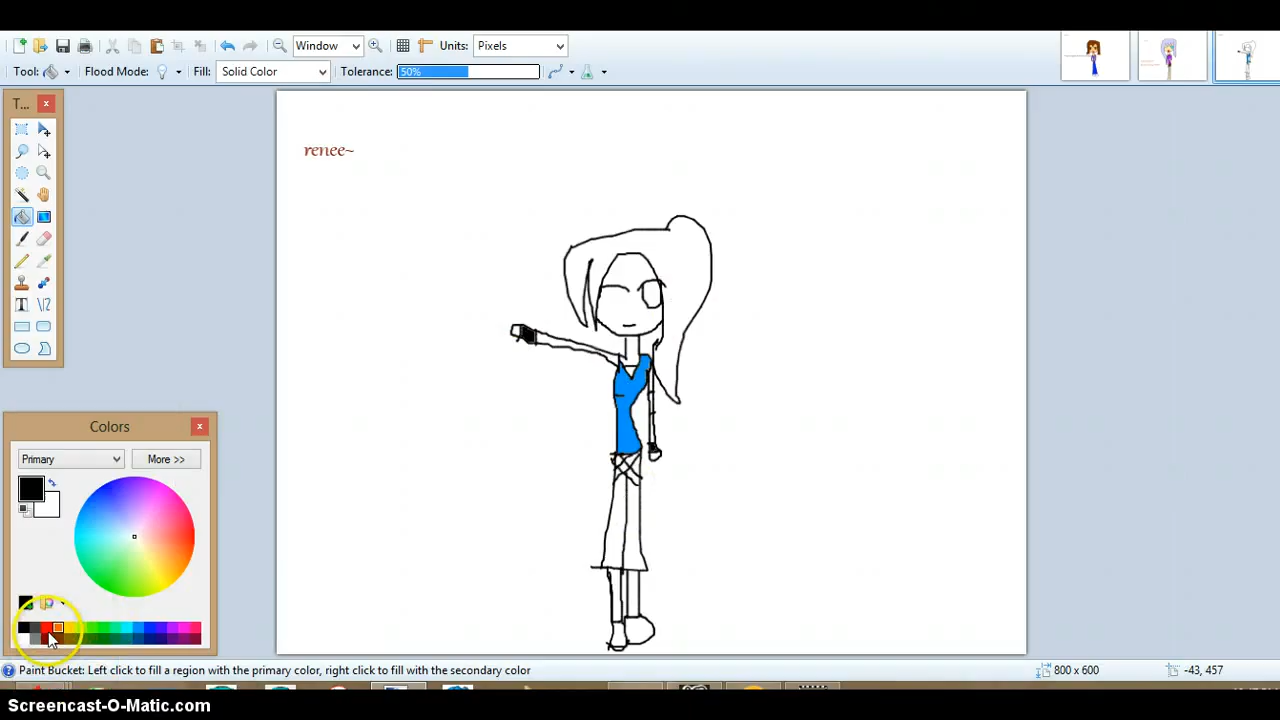 Window
Units:
Pixels
Tool:
Flood Mode:
Fill:
Solid Color
Tolerance:
50%
T...
renee~
Colors
Primary
More >>
Paint Bucket: Left click to fill a region with the primary color, right click to fill with the secondary color
800 x 600
-43, 457
Screencast-O-Matic.com